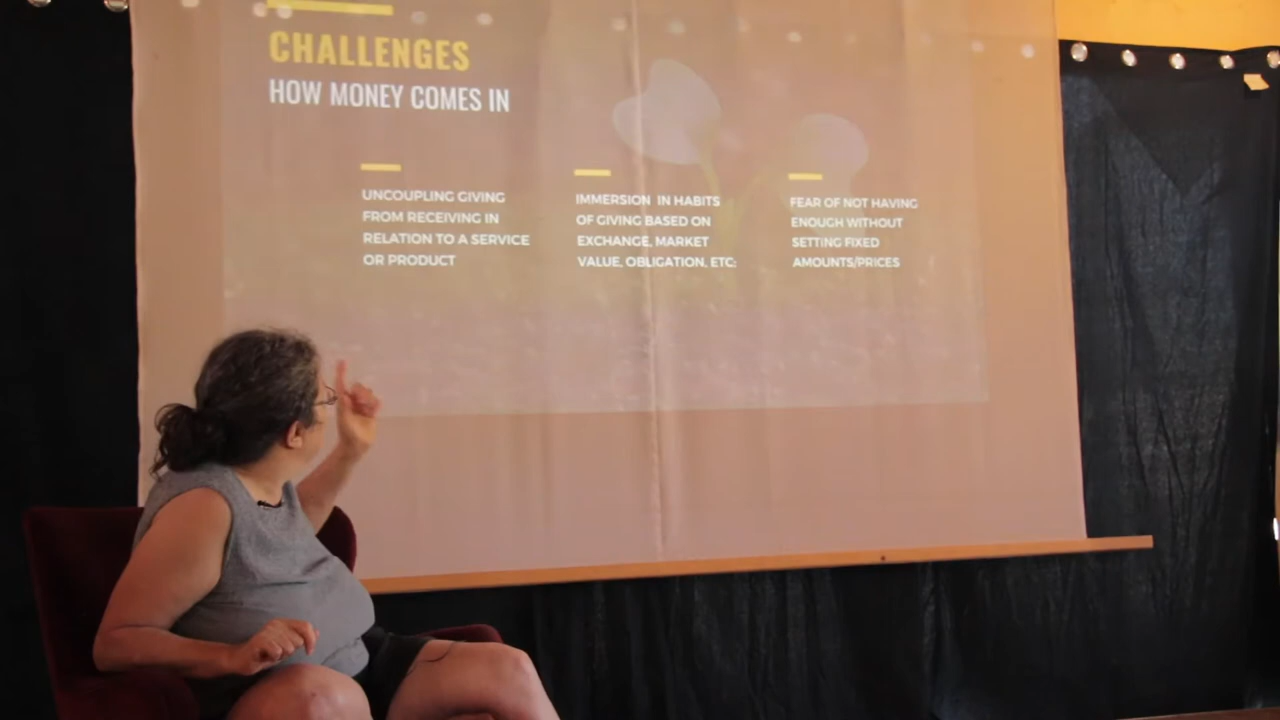 CHALLENGES
HOW MONEY COMES IN
UNCOUPLING GIVING
FROM RECEIVING IN
RELATION TO A SERVICE
OR PRODUCT
IMMERSION IN HABITS
OF GIVING BASED ON
EXCHANGE, MARKET
VALUE, OBLIGATION, ETC:
FEAR OF NOT HAVING
ENOUGH WITHOUT
SETTING FIXED
AMOUNTS/PRICES